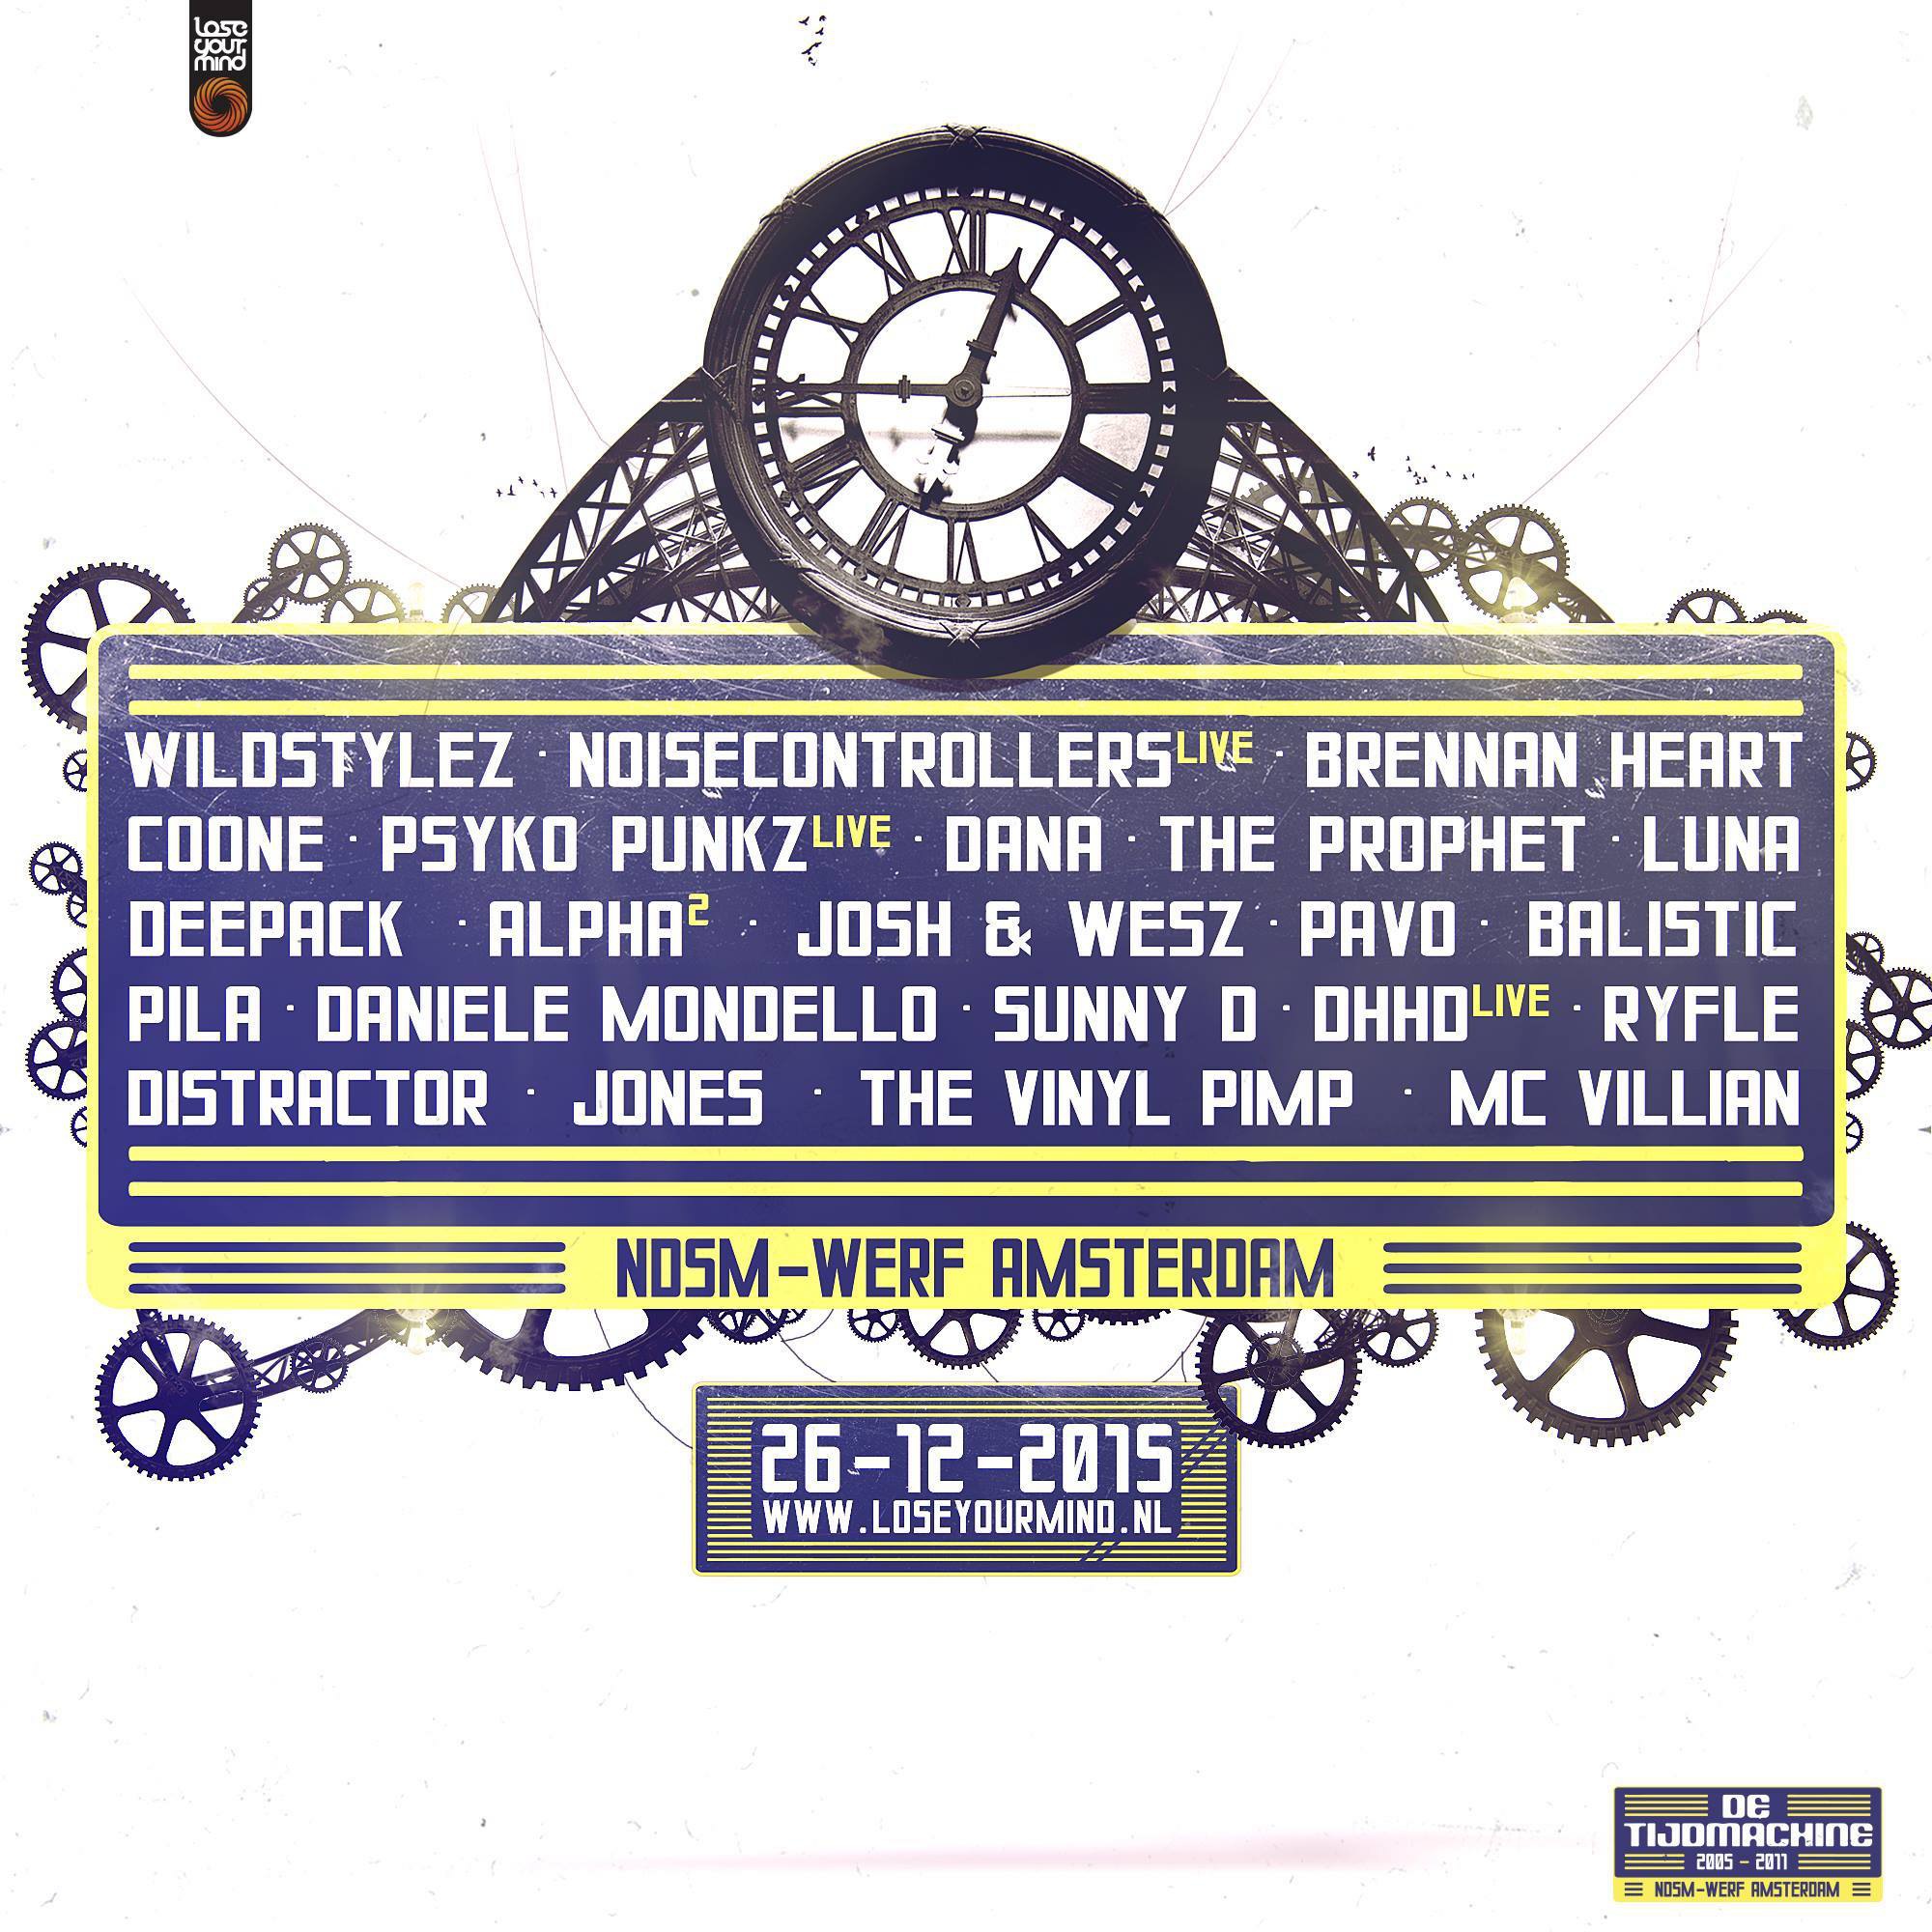 lose
your
mind
WILDSTYLEZ · NOISECONTROLLERS LIVE · BRENNAN HEART
COONE · PSYKO PUNKZ LIVE · DANA · THE PROPHET · LUNA
DEEPACK · ALPHA² · JOSH & WESZ · PAVO · BALISTIC
PILA · DANIELE MONDELLO · SUNNY D · DHHD LIVE · RYFLE
DISTRACTOR · JONES · THE VINYL PIMP · MC VILLIAN
NDSM-WERF AMSTERDAM
26-12-2015
WWW.LOSEYOURMIND.NL
DE
TIJDMACHINE
2005 - 2011
NDSM-WERF AMSTERDAM